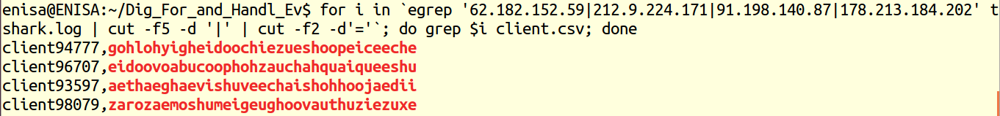 enisa@ENISA:~/Dig_For_and_Handl_Ev$ for i in `egrep '62.182.152.59|212.9.224.171|91.198.140.87|178.213.184.202' t
shark.log | cut -f5 -d '|' | cut -f2 -d'='`; do grep $i client.csv; done
client94777,gohlohyigheidoochiezueshoopeiceeche
client96707,eidoovoabucoophohzauchahquaiqueeshu
client93597,aethaeghaevishuveechaishohhoojaedii
client98079,zarozaemoshumeigeughoovauthuziezuxe